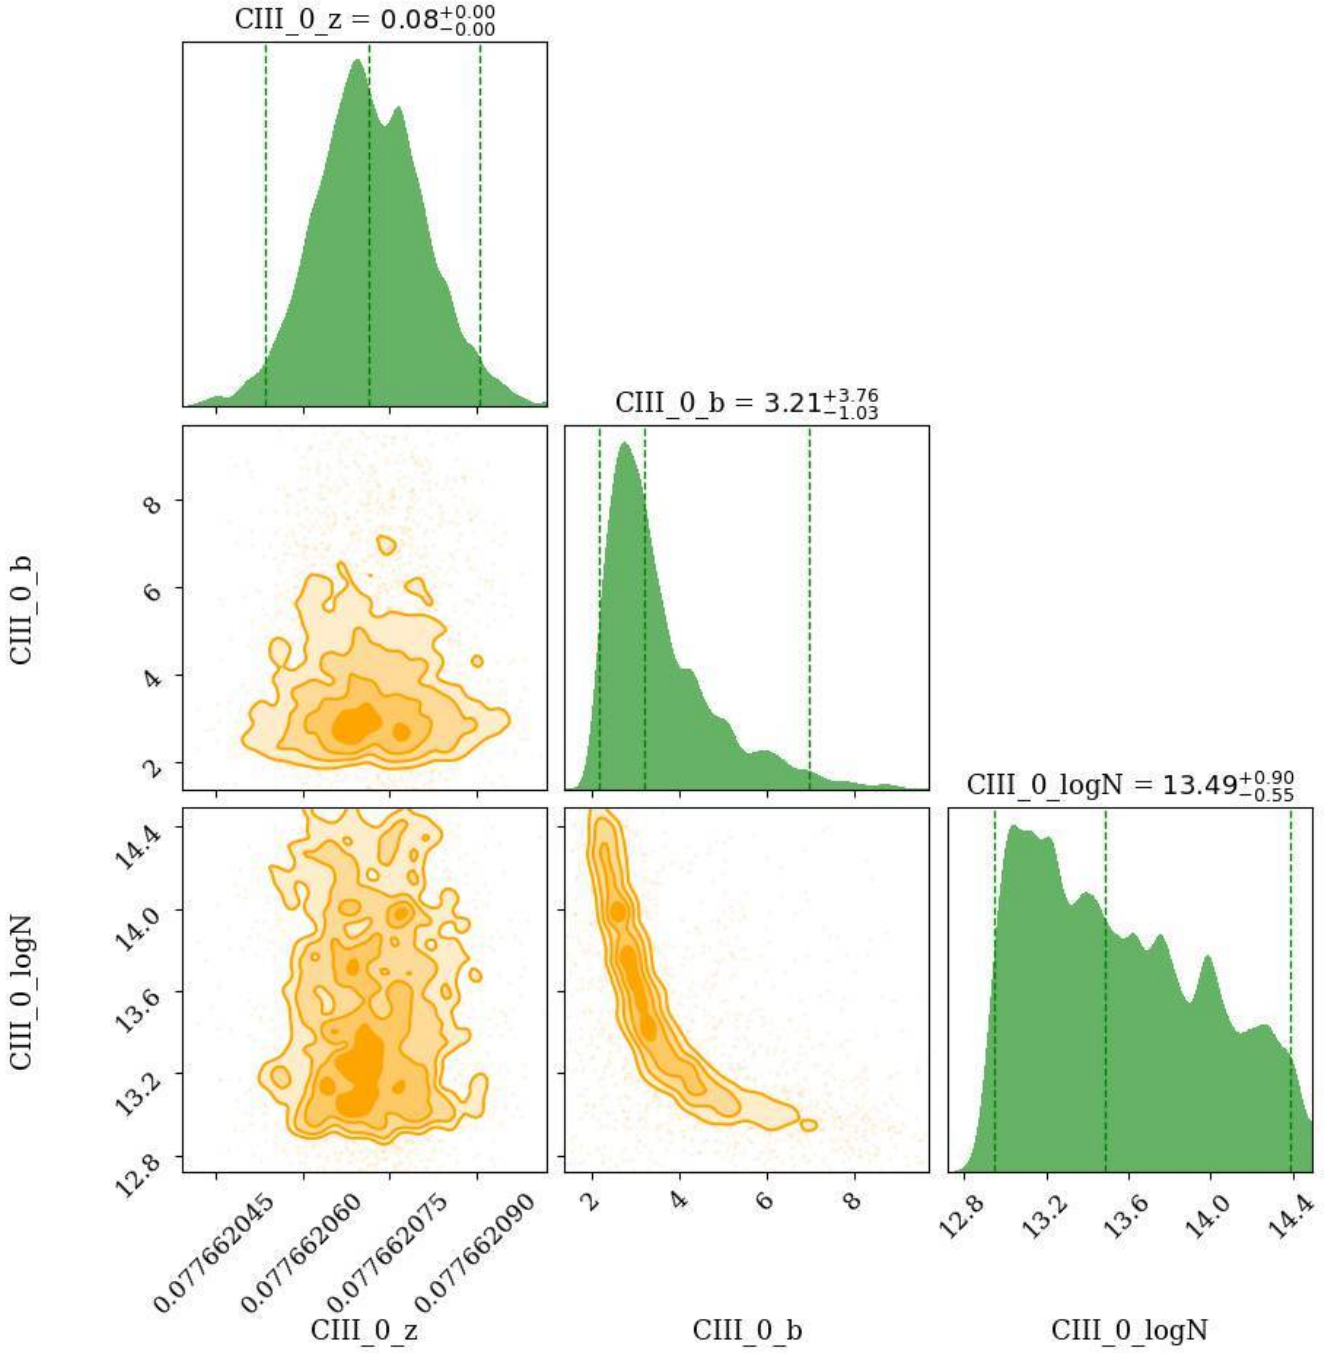 CIII_0_z = 0.08+0.00−0.00
CIII_0_b = 3.21+3.76−1.03
CIII_0_b
8
6
4
2
CIII_0_logN = 13.49+0.90−0.55
CIII_0_logN
14.4
14.0
13.6
13.2
12.8
0.077662045 0.077662060 0.077662075 0.077662090
2 4 6 8
12.8 13.2 13.6 14.0 14.4
CIII_0_z CIII_0_b CIII_0_logN